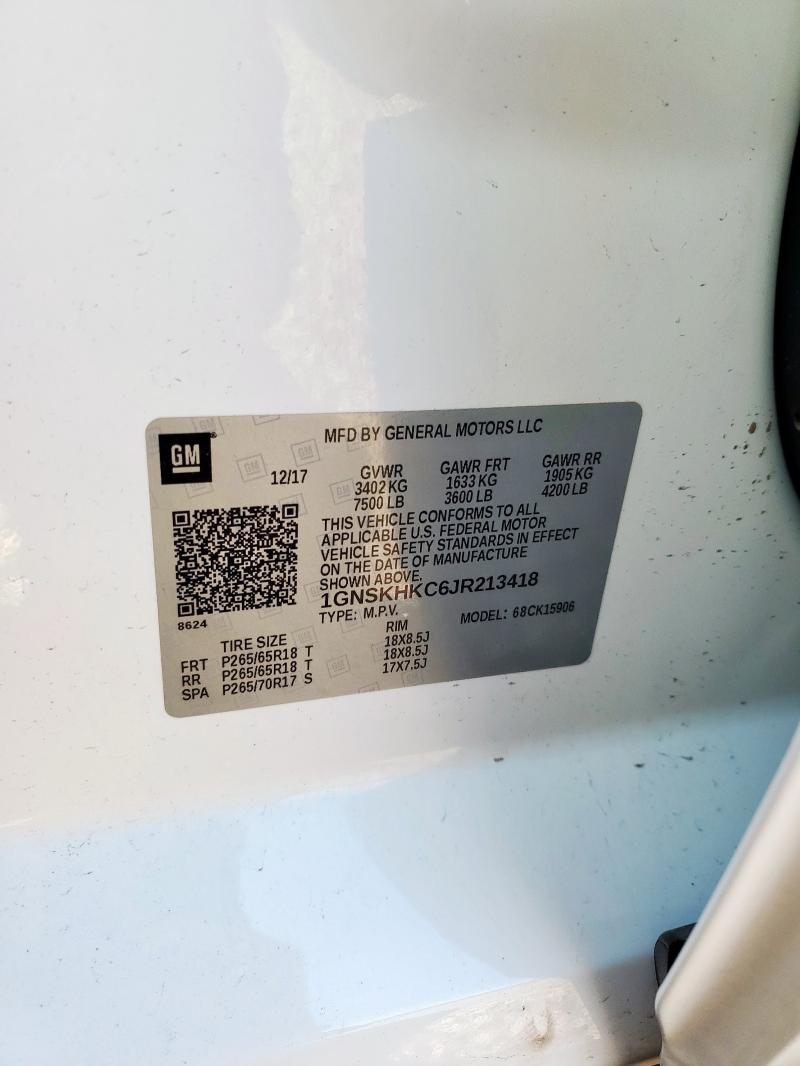 GM
MFD BY GENERAL MOTORS LLC
12/17
GVWR GAWR FRT GAWR RR
3402 KG 1633 KG 1905 KG
7500 LB 3600 LB 4200 LB
THIS VEHICLE CONFORMS TO ALL
APPLICABLE U.S. FEDERAL MOTOR
VEHICLE SAFETY STANDARDS IN EFFECT
ON THE DATE OF MANUFACTURE
SHOWN ABOVE.
1GNSKHKC6JR213418
TYPE: M.P.V. MODEL: 68CK15906
8624
TIRE SIZE RIM
FRT P265/65R18 T 18X8.5J
RR P265/65R18 T 18X8.5J
SPA P265/70R17 S 17X7.5J